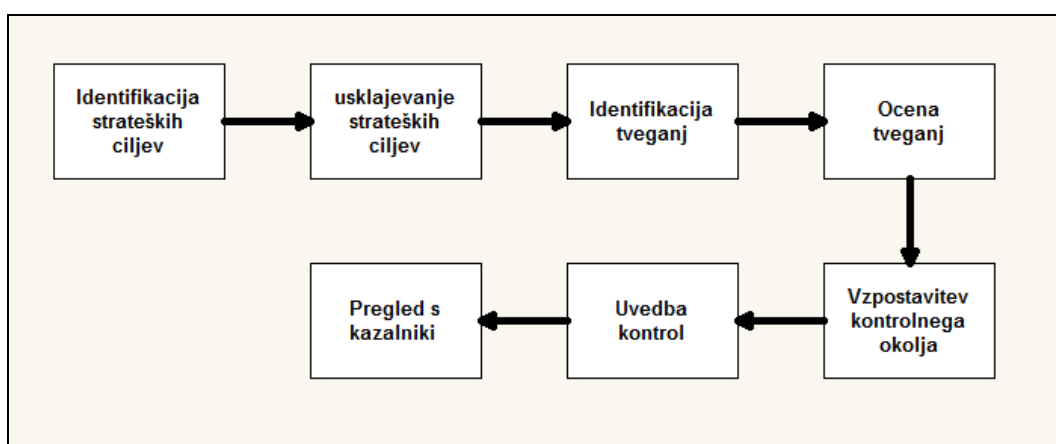 Identifikacija
strateških
ciljev
usklajevanje
strateških
ciljev
Identifikacija
tveganj
Ocena
tveganj
Vzpostavitev
kontrolnega
okolja
Uvedba
kontrol
Pregled s
kazalniki